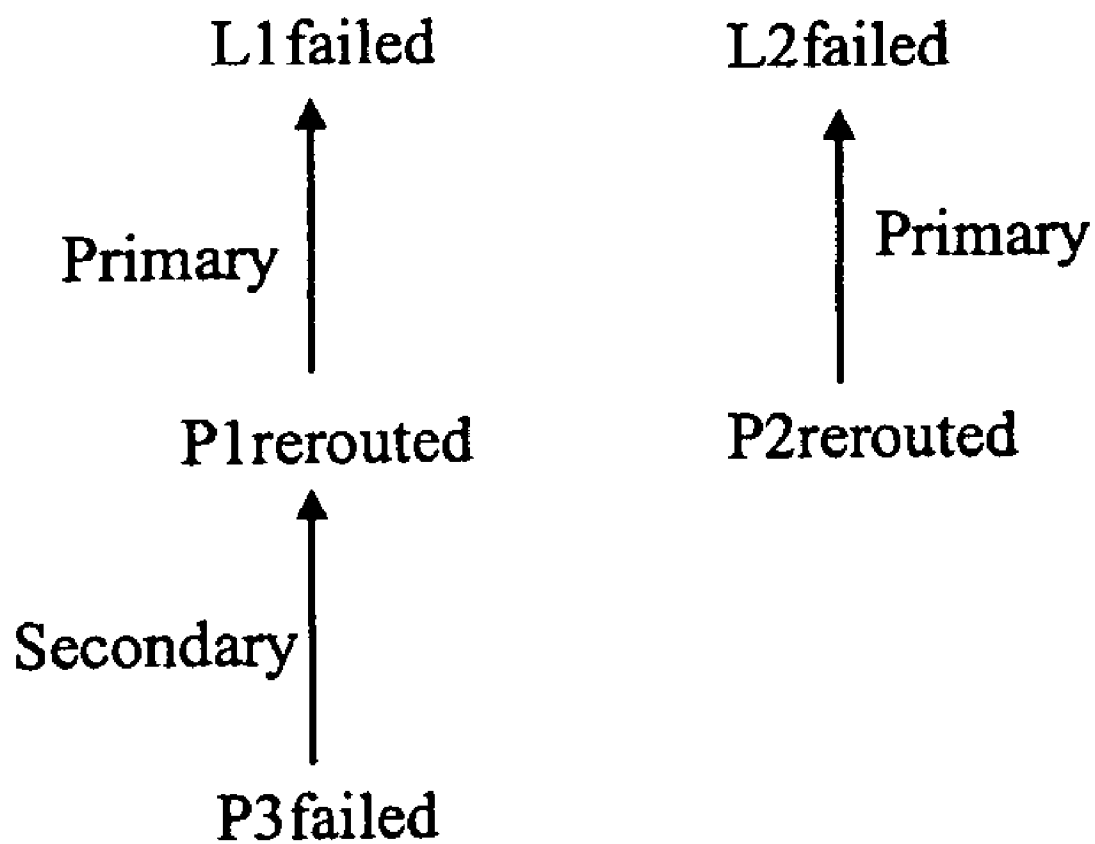 L1failed
L2failed
Primary
Primary
P1rerouted
P2rerouted
Secondary
P3failed